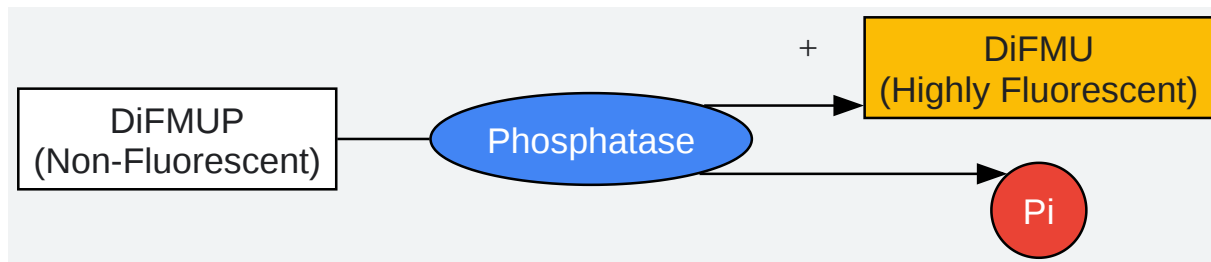 DiFMUP
(Non-Fluorescent)
Phosphatase
+
DiFMU
(Highly Fluorescent)
Pi